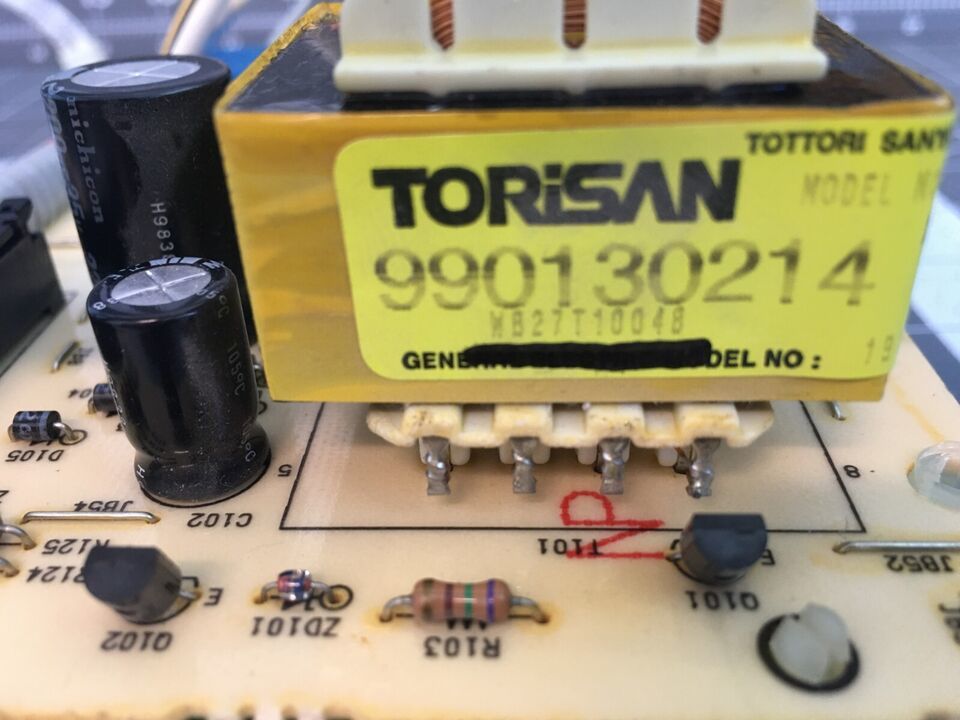 TOTTORI SANY
TORiSAN
MODEL
990130214
WB27T10048
GENE DEL NO :
19
nichicon
H983
105°C
D105
5
8
JB54
C102
R125
R124
NP
T101
E
E
JB52
Q102
ZD101
R103
Q101